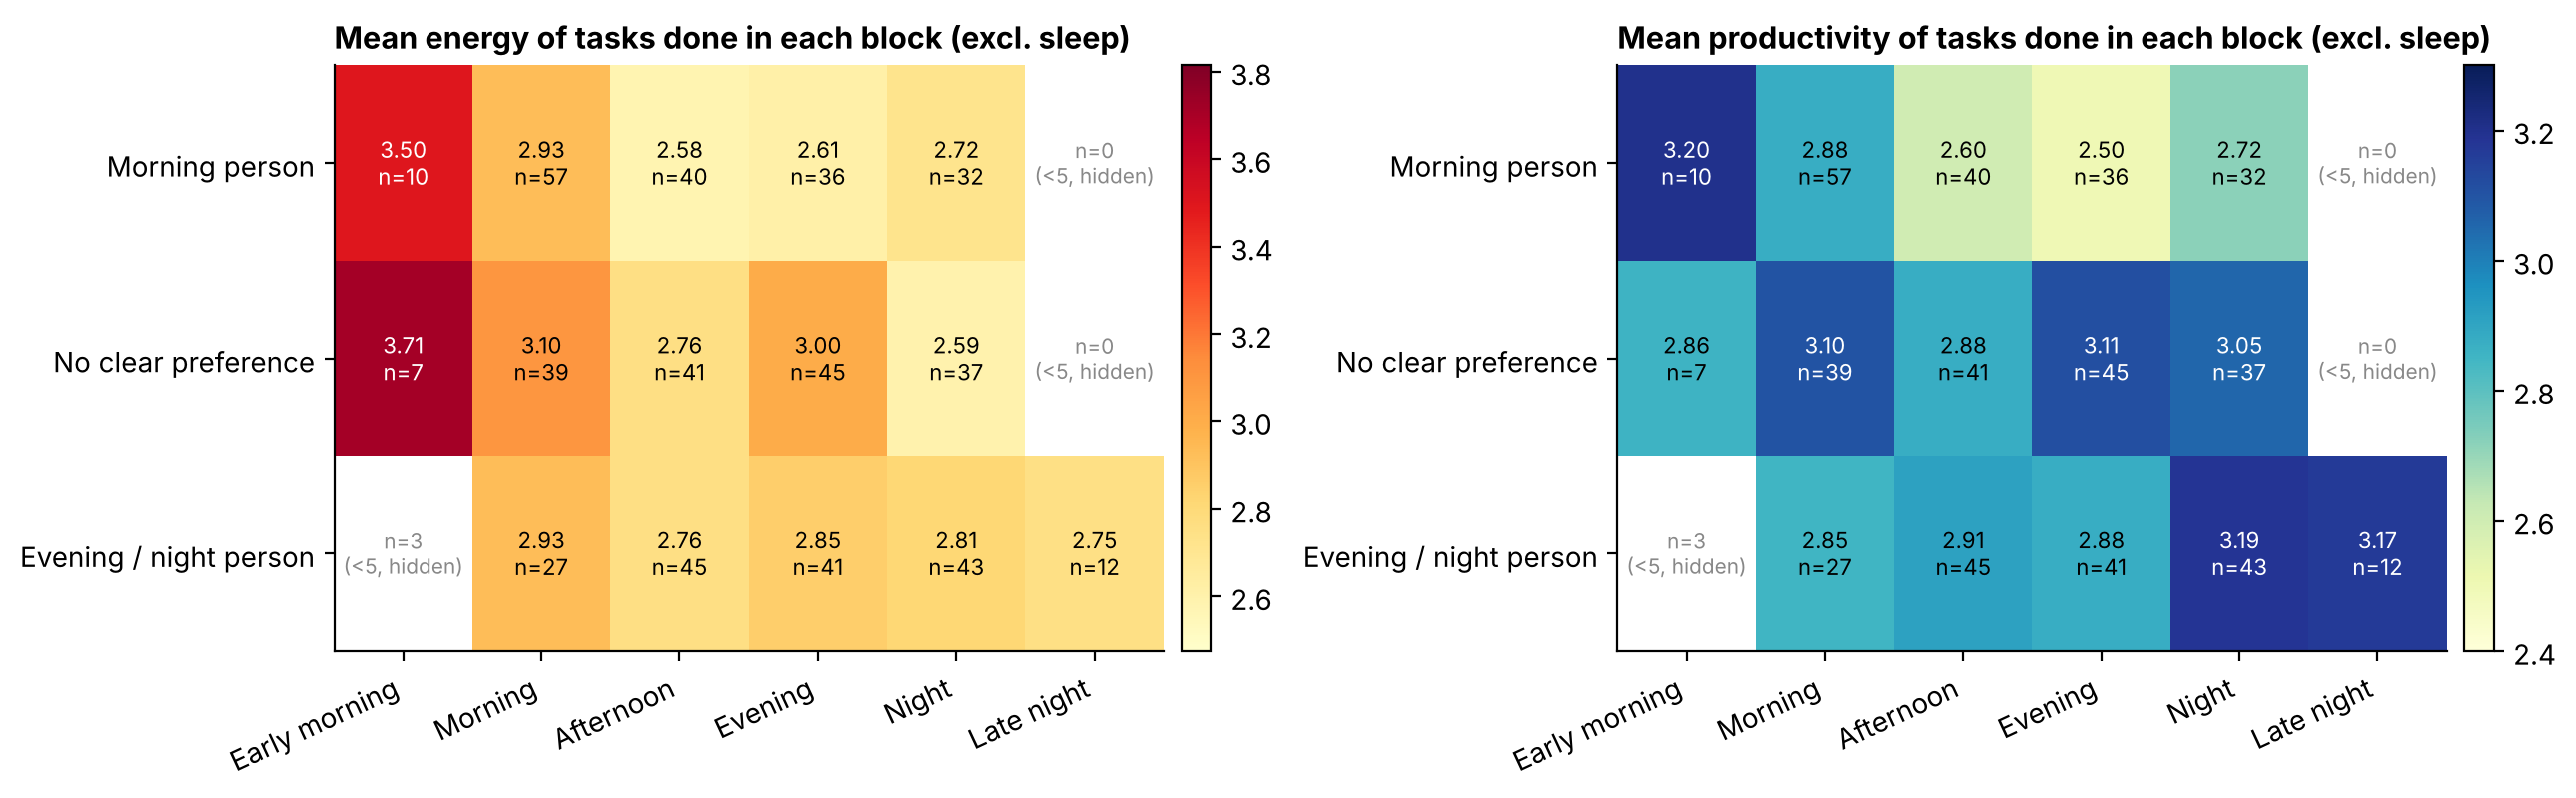 Mean energy of tasks done in each block (excl. sleep)
Morning person
3.50
n=10
2.93
n=57
2.58
n=40
2.61
n=36
2.72
n=32
n=0
(<5, hidden)
No clear preference
3.71
n=7
3.10
n=39
2.76
n=41
3.00
n=45
2.59
n=37
n=0
(<5, hidden)
Evening / night person
n=3
(<5, hidden)
2.93
n=27
2.76
n=45
2.85
n=41
2.81
n=43
2.75
n=12
Early morning
Morning
Afternoon
Evening
Night
Late night
3.8
3.6
3.4
3.2
3.0
2.8
2.6
Mean productivity of tasks done in each block (excl. sleep)
Morning person
3.20
n=10
2.88
n=57
2.60
n=40
2.50
n=36
2.72
n=32
n=0
(<5, hidden)
No clear preference
2.86
n=7
3.10
n=39
2.88
n=41
3.11
n=45
3.05
n=37
n=0
(<5, hidden)
Evening / night person
n=3
(<5, hidden)
2.85
n=27
2.91
n=45
2.88
n=41
3.19
n=43
3.17
n=12
Early morning
Morning
Afternoon
Evening
Night
Late night
3.2
3.0
2.8
2.6
2.4